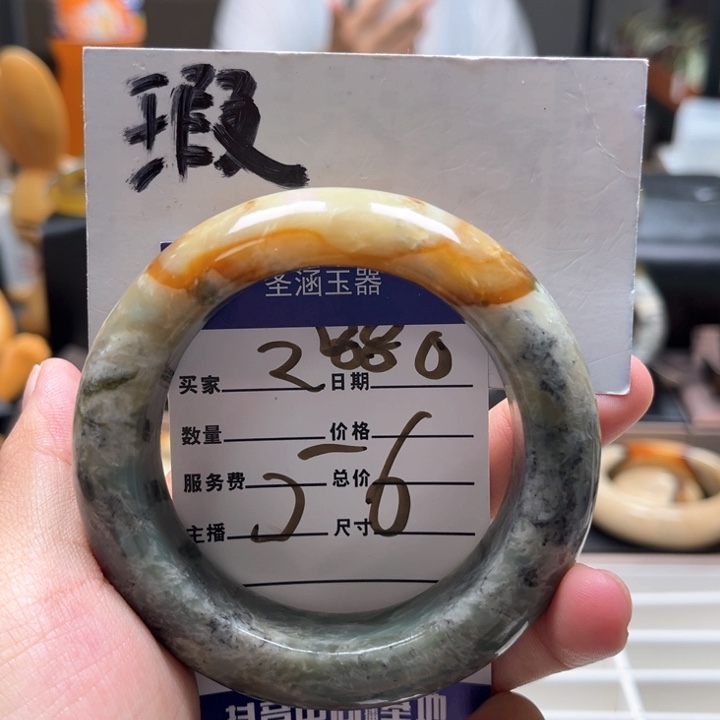 瑕
圣涵玉器
2880
买家 日期
数量 价格
服务费 总价
56
主播 尺寸